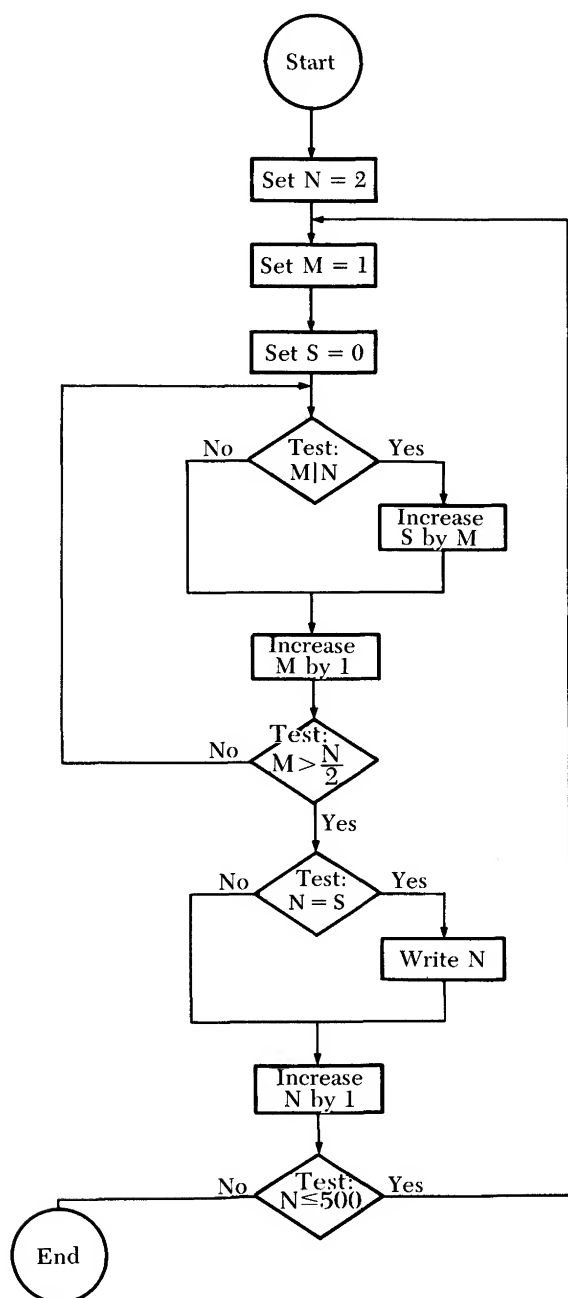 Start
Set N = 2
Set M = 1
Set S = 0
No
Test:
M|N
Yes
Increase
S by M
Increase
M by 1
No
Test:
M > N/2
Yes
No
Test:
N = S
Yes
Write N
Increase
N by 1
No
Test:
N≦500
Yes
End